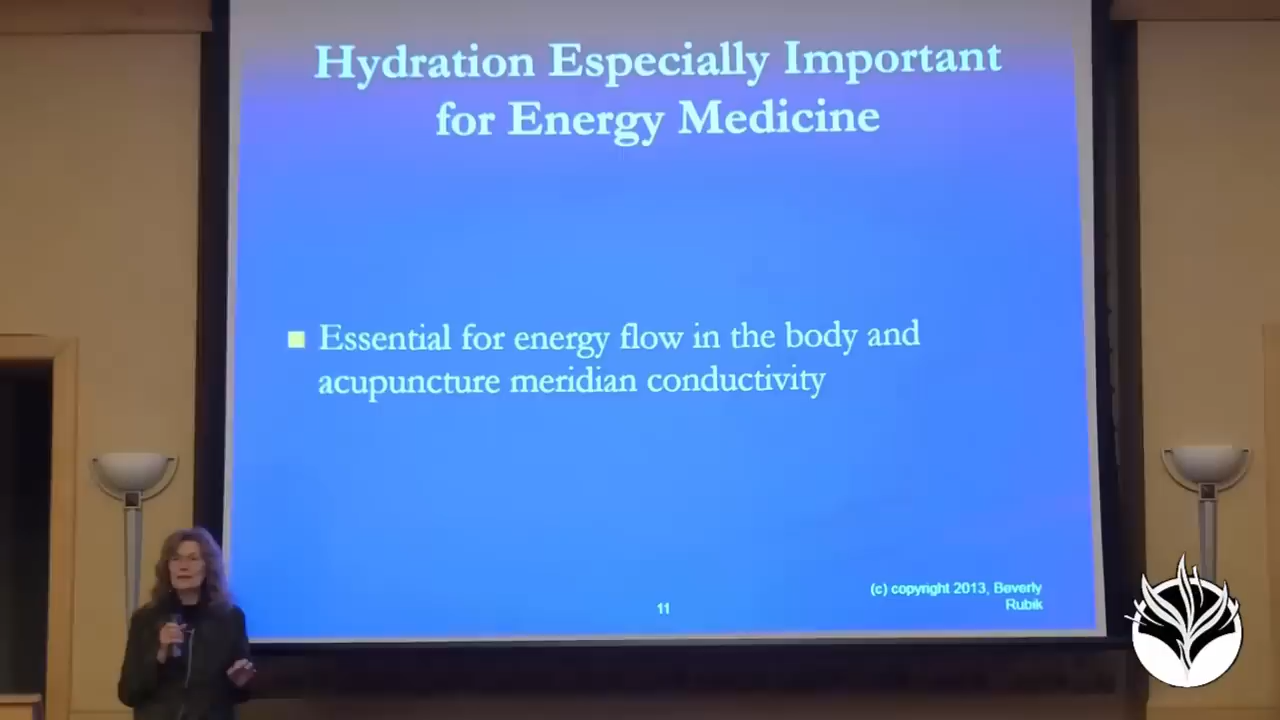 Hydration Especially Important
for Energy Medicine
Essential for energy flow in the body and
acupuncture meridian conductivity
11
(c) copyright 2013, Beverly
Rubik